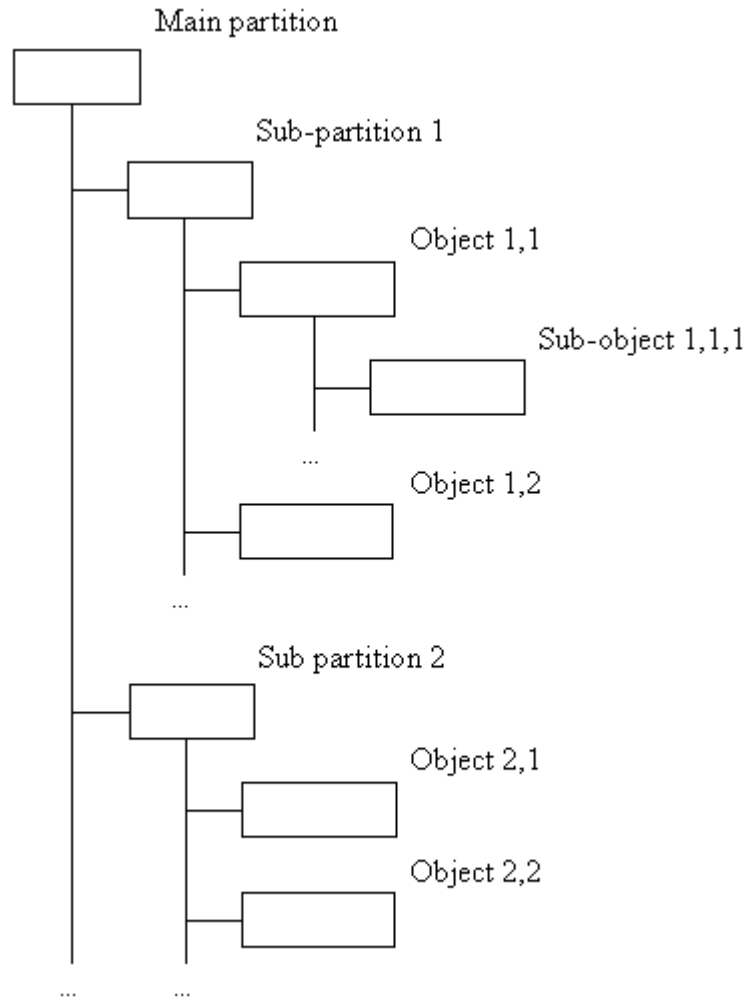 Main partition
Sub-partition 1
Object 1,1
Sub-object 1,1,1
...
Object 1,2
...
Sub partition 2
Object 2,1
Object 2,2
... ...